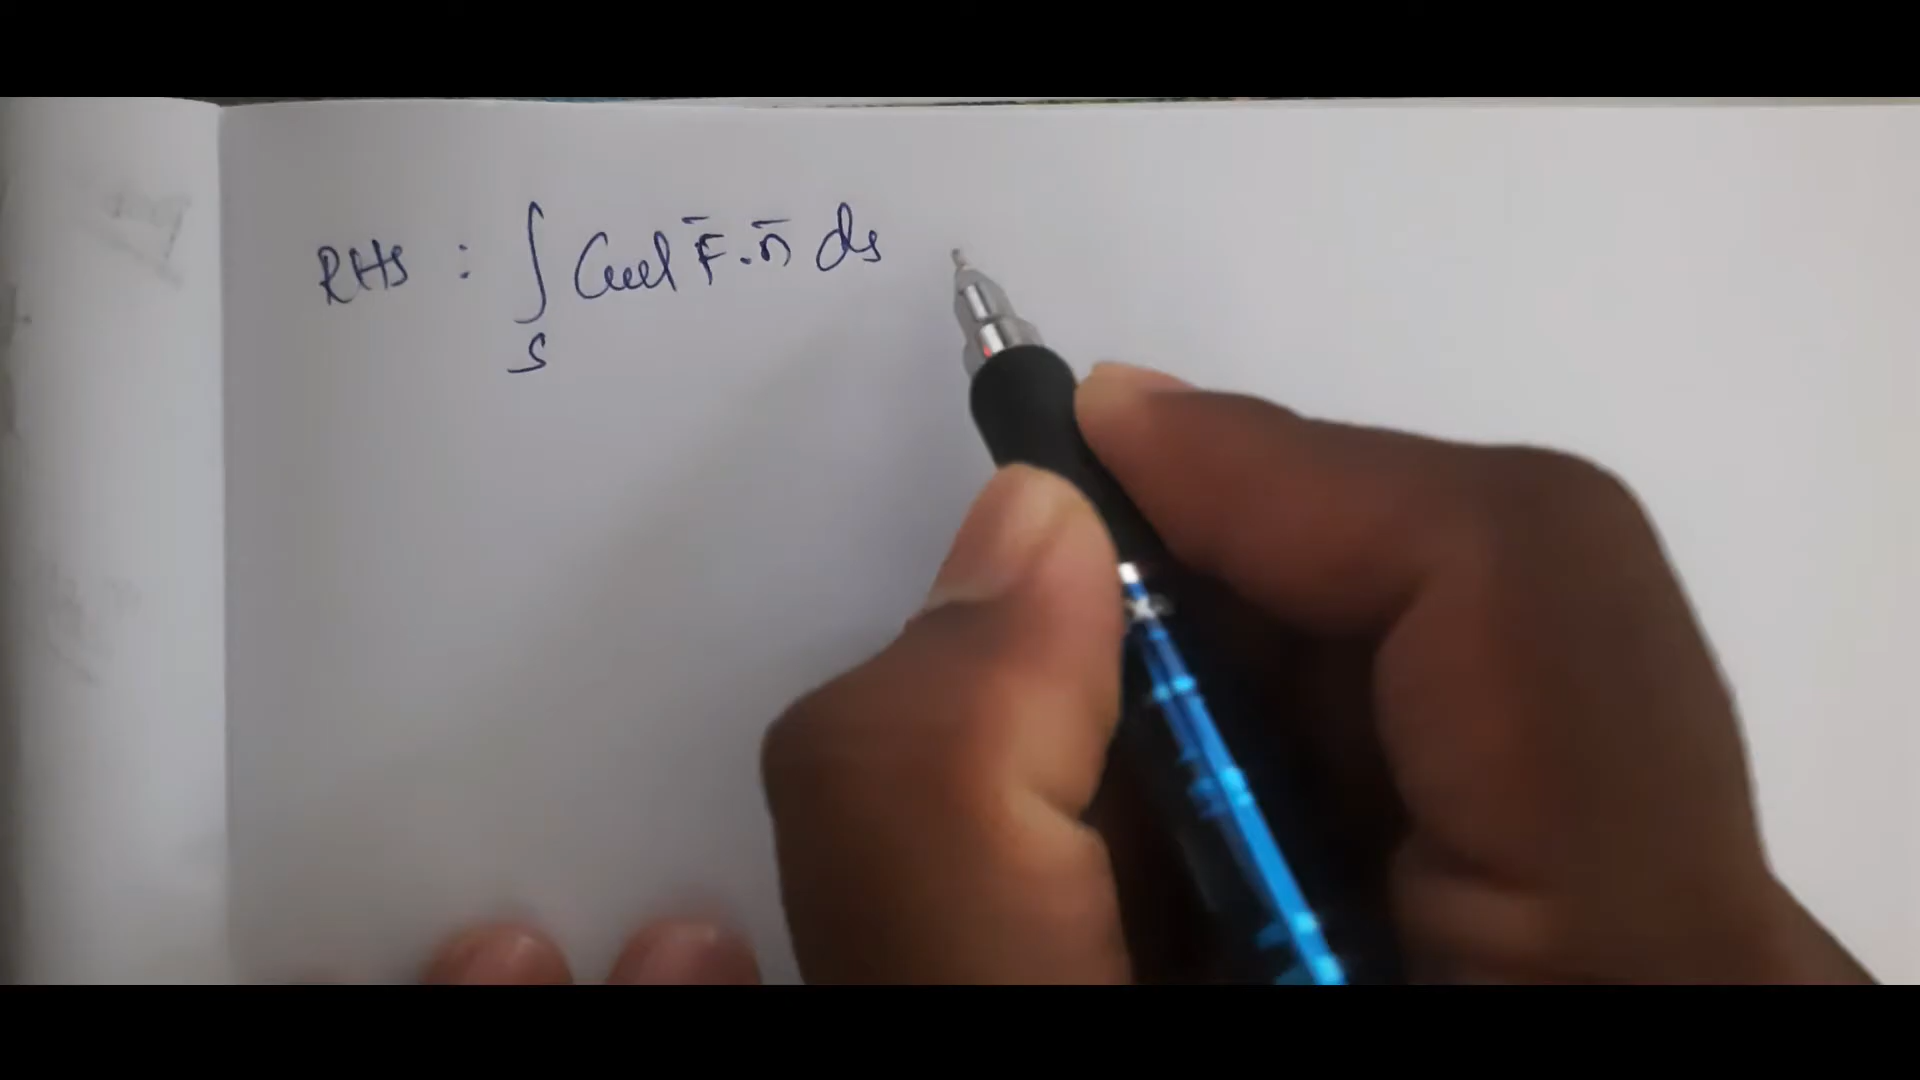 RHS : ∫ Curl F̄ . n̄ ds
S